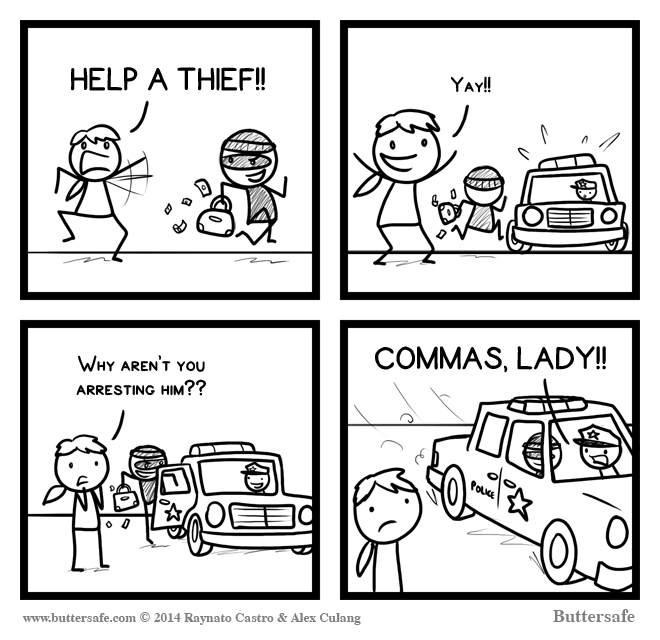 HELP A THIEF!!
YAY!!
WHY AREN'T YOU
ARRESTING HIM??
COMMAS, LADY!!
POLICE
www.buttersafe.com © 2014 Raynato Castro & Alex Culang
Buttersafe